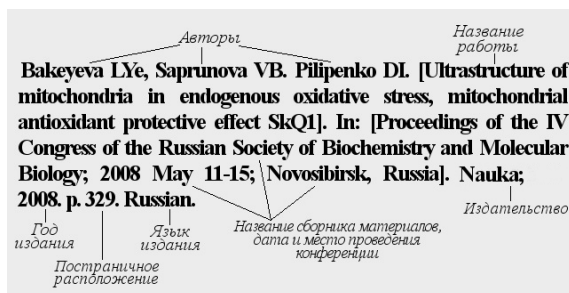 Авторы
Название
работы
Bakeyeva LYe, Saprunova VB. Pilipenko DI. [Ultrastructure of
mitochondria in endogenous oxidative stress, mitochondrial
antioxidant protective effect SkQ1]. In: [Proceedings of the IV
Congress of the Russian Society of Biochemistry and Molecular
Biology; 2008 May 11-15; Novosibirsk, Russia]. Nauka;
2008. p. 329. Russian.
Издательство
Год
издания
Язык
издания
Название сборника материалов,
дата и место проведения
конференции
Постраничное
расположение